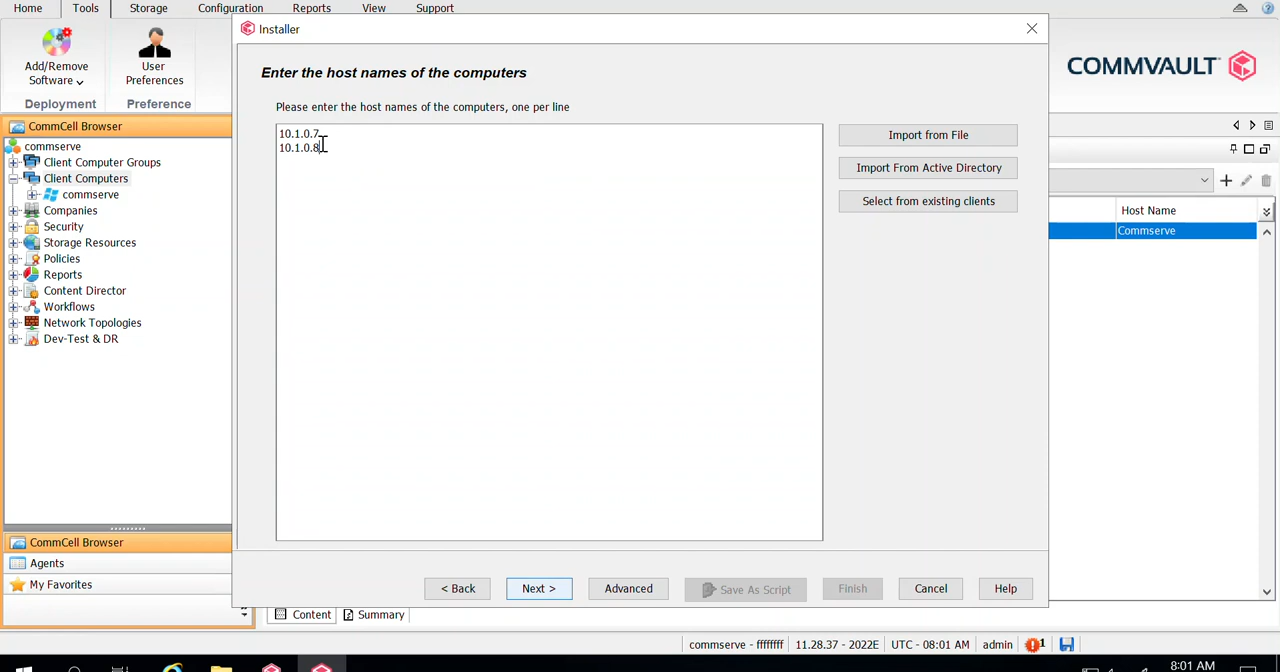 Home Tools Storage Configuration Reports View Support
Add/Remove
Software
User
Preferences
Deployment
Preference
COMMVAULT
CommCell Browser
commserve
Client Computer Groups
Client Computers
commserve
Companies
Security
Storage Resources
Policies
Reports
Content Director
Workflows
Network Topologies
Dev-Test & DR
CommCell Browser
Agents
My Favorites
Installer
Enter the host names of the computers
Please enter the host names of the computers, one per line
10.1.0.7
10.1.0.8
Import from File
Import From Active Directory
Select from existing clients
< Back
Next >
Advanced
Save As Script
Finish
Cancel
Help
Host Name
Commserve
Content
Summary
commserve - ffffffff
11.28.37 - 2022E
UTC - 08:01 AM
admin
1
8:01 AM